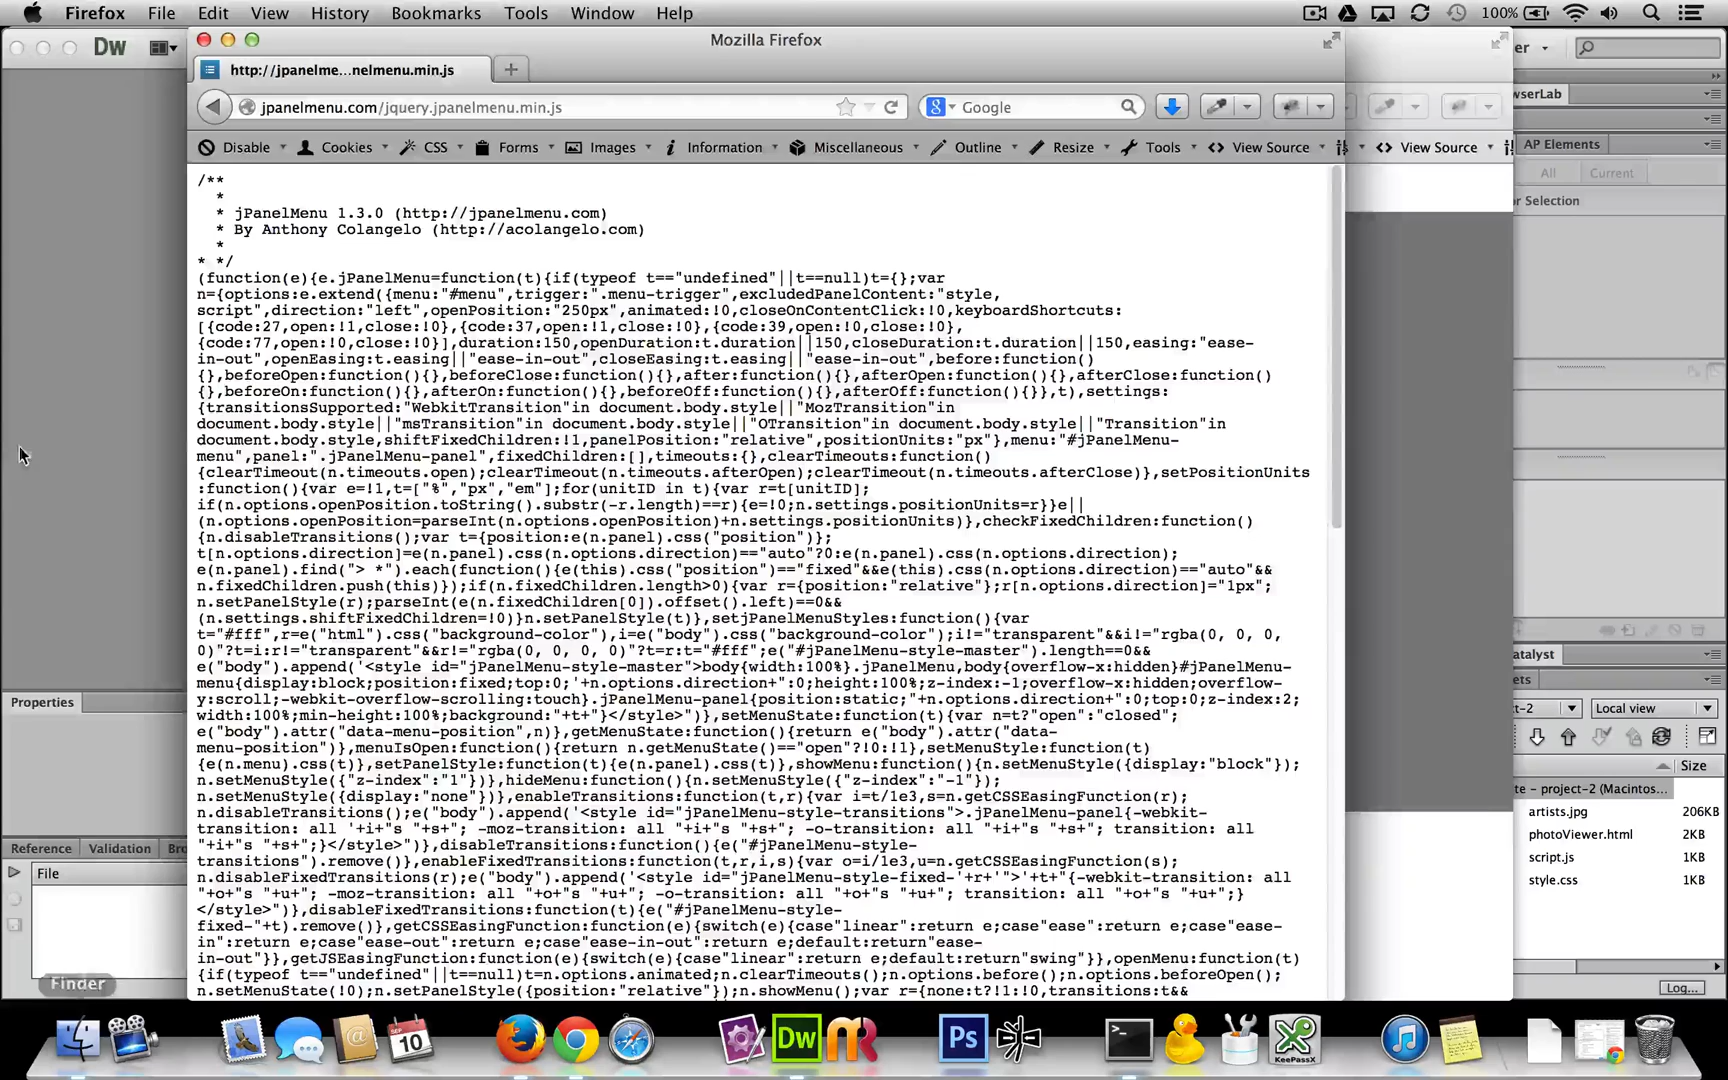 Firefox File Edit View History Bookmarks Tools Window Help 100%
Dw
Mozilla Firefox
er
http://jpanelme...nelmenu.min.js
wserLab
jpanelmenu.com/jquery.jpanelmenu.min.js
Google
Disable Cookies CSS Forms Images Information Miscellaneous Outline Resize Tools View Source View Source
AP Elements
All Current
or Selection
/**
*
* jPanelMenu 1.3.0 (http://jpanelmenu.com)
* By Anthony Colangelo (http://acolangelo.com)
*
* */
(function(e){e.jPanelMenu=function(t){if(typeof t=="undefined"||t==null)t={};var
n={options:e.extend({menu:"#menu",trigger:".menu-trigger",excludedPanelContent:"style,
script",direction:"left",openPosition:"250px",animated:!0,closeOnContentClick:!0,keyboardShortcuts:
[{code:27,open:!1,close:!0},{code:37,open:!1,close:!0},{code:39,open:!0,close:!0},
{code:77,open:!0,close:!0}],duration:150,openDuration:t.duration||150,closeDuration:t.duration||150,easing:"ease-
in-out",openEasing:t.easing||"ease-in-out",closeEasing:t.easing||"ease-in-out",before:function()
{},beforeOpen:function(){},beforeClose:function(){},after:function(){},afterOpen:function(){},afterClose:function()
{},beforeOn:function(){},afterOn:function(){},beforeOff:function(){},afterOff:function(){}},t),settings:
{transitionsSupported:"WebkitTransition"in document.body.style||"MozTransition"in
document.body.style||"msTransition"in document.body.style||"OTransition"in document.body.style||"Transition"in
document.body.style,shiftFixedChildren:!1,panelPosition:"relative",positionUnits:"px"},menu:"#jPanelMenu-
menu",panel:".jPanelMenu-panel",fixedChildren:[],timeouts:{},clearTimeouts:function()
{clearTimeout(n.timeouts.open);clearTimeout(n.timeouts.afterOpen);clearTimeout(n.timeouts.afterClose)},setPositionUnits
:function(){var e=!1,t=["%","px","em"];for(unitID in t){var r=t[unitID];
if(n.options.openPosition.toString().substr(-r.length)==r){e=!0;n.settings.positionUnits=r}}e||
(n.options.openPosition=parseInt(n.options.openPosition)+n.settings.positionUnits)},checkFixedChildren:function()
{n.disableTransitions();var t={position:e(n.panel).css("position")};
t[n.options.direction]=e(n.panel).css(n.options.direction)=="auto"?0:e(n.panel).css(n.options.direction);
e(n.panel).find("> *").each(function(){e(this).css("position")=="fixed"&&e(this).css(n.options.direction)=="auto"&&
n.fixedChildren.push(this)});if(n.fixedChildren.length>0){var r={position:"relative"};r[n.options.direction]="1px";
n.setPanelStyle(r);parseInt(e(n.fixedChildren[0]).offset().left)==0&&
(n.settings.shiftFixedChildren=!0)}n.setPanelStyle(t)},setjPanelMenuStyles:function(){var
t="#fff",r=e("html").css("background-color"),i=e("body").css("background-color");i!="transparent"&&i!="rgba(0, 0, 0,
0)"?t=i:r!="transparent"&&r!="rgba(0, 0, 0, 0)"?t=r:t="#fff";e("#jPanelMenu-style-master").length==0&&
e("body").append('<style id="jPanelMenu-style-master">body{width:100%}.jPanelMenu,body{overflow-x:hidden}#jPanelMenu-
menu{display:block;position:fixed;top:0;'+n.options.direction+":0;height:100%;z-index:-1;overflow-x:hidden;overflow-
y:scroll;-webkit-overflow-scrolling:touch}.jPanelMenu-panel{position:static;"+n.options.direction+":0;top:0;z-index:2;
width:100%;min-height:100%;background:"+t+"}</style>")},setMenuState:function(t){var n=t?"open":"closed";
e("body").attr("data-menu-position",n)},getMenuState:function(){return e("body").attr("data-
menu-position")},menuIsOpen:function(){return n.getMenuState()=="open"?!0:!1},setMenuStyle:function(t)
{e(n.menu).css(t)},setPanelStyle:function(t){e(n.panel).css(t)},showMenu:function(){n.setMenuStyle({display:"block"});
n.setMenuStyle({"z-index":"1"})},hideMenu:function(){n.setMenuStyle({"z-index":"-1"});
n.setMenuStyle({display:"none"})},enableTransitions:function(t,r){var i=t/1e3,s=n.getCSSEasingFunction(r);
n.disableTransitions();e("body").append('<style id="jPanelMenu-style-transitions">.jPanelMenu-panel{-webkit-
transition: all '+i+"s "+s+"; -moz-transition: all "+i+"s "+s+"; -o-transition: all "+i+"s "+s+"; transition: all
"+i+"s "+s+";}</style>")},disableTransitions:function(){e("#jPanelMenu-style-
transitions").remove()},enableFixedTransitions:function(t,r,i,s){var o=i/1e3,u=n.getCSSEasingFunction(s);
n.disableFixedTransitions(r);e("body").append('<style id="jPanelMenu-style-fixed-'+r+'">'+t+"{-webkit-transition: all
"+o+"s "+u+"; -moz-transition: all "+o+"s "+u+"; -o-transition: all "+o+"s "+u+"; transition: all "+o+"s "+u+";}
</style>")},disableFixedTransitions:function(t){e("#jPanelMenu-style-
fixed-"+t).remove()},getCSSEasingFunction:function(e){switch(e){case"linear":return e;case"ease":return e;case"ease-
in":return e;case"ease-out":return e;case"ease-in-out":return e;default:return"ease-
in-out"}},getJSEasingFunction:function(e){switch(e){case"linear":return e;default:return"swing"}},openMenu:function(t)
{if(typeof t=="undefined"||t==null)t=n.options.animated;n.clearTimeouts();n.options.before();n.options.beforeOpen();
n.setMenuState(!0);n.setPanelStyle({position:"relative"});n.showMenu();var r={none:t?!1:!0,transitions:t&&
atalyst
ets
ct-2 Local view
Size
te - project-2 (Macintos...
artists.jpg 206KB
photoViewer.html 2KB
script.js 1KB
style.css 1KB
Log...
Properties
Reference Validation Bro
File
Finder
SEP
10
Dw
Ps
KeePassX